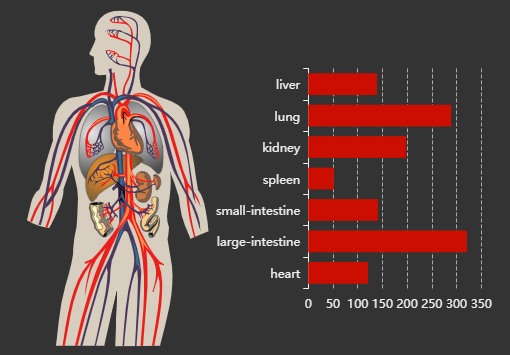 liver
lung
kidney
spleen
small-intestine
large-intestine
heart
0 50 100 150 200 250 300 350